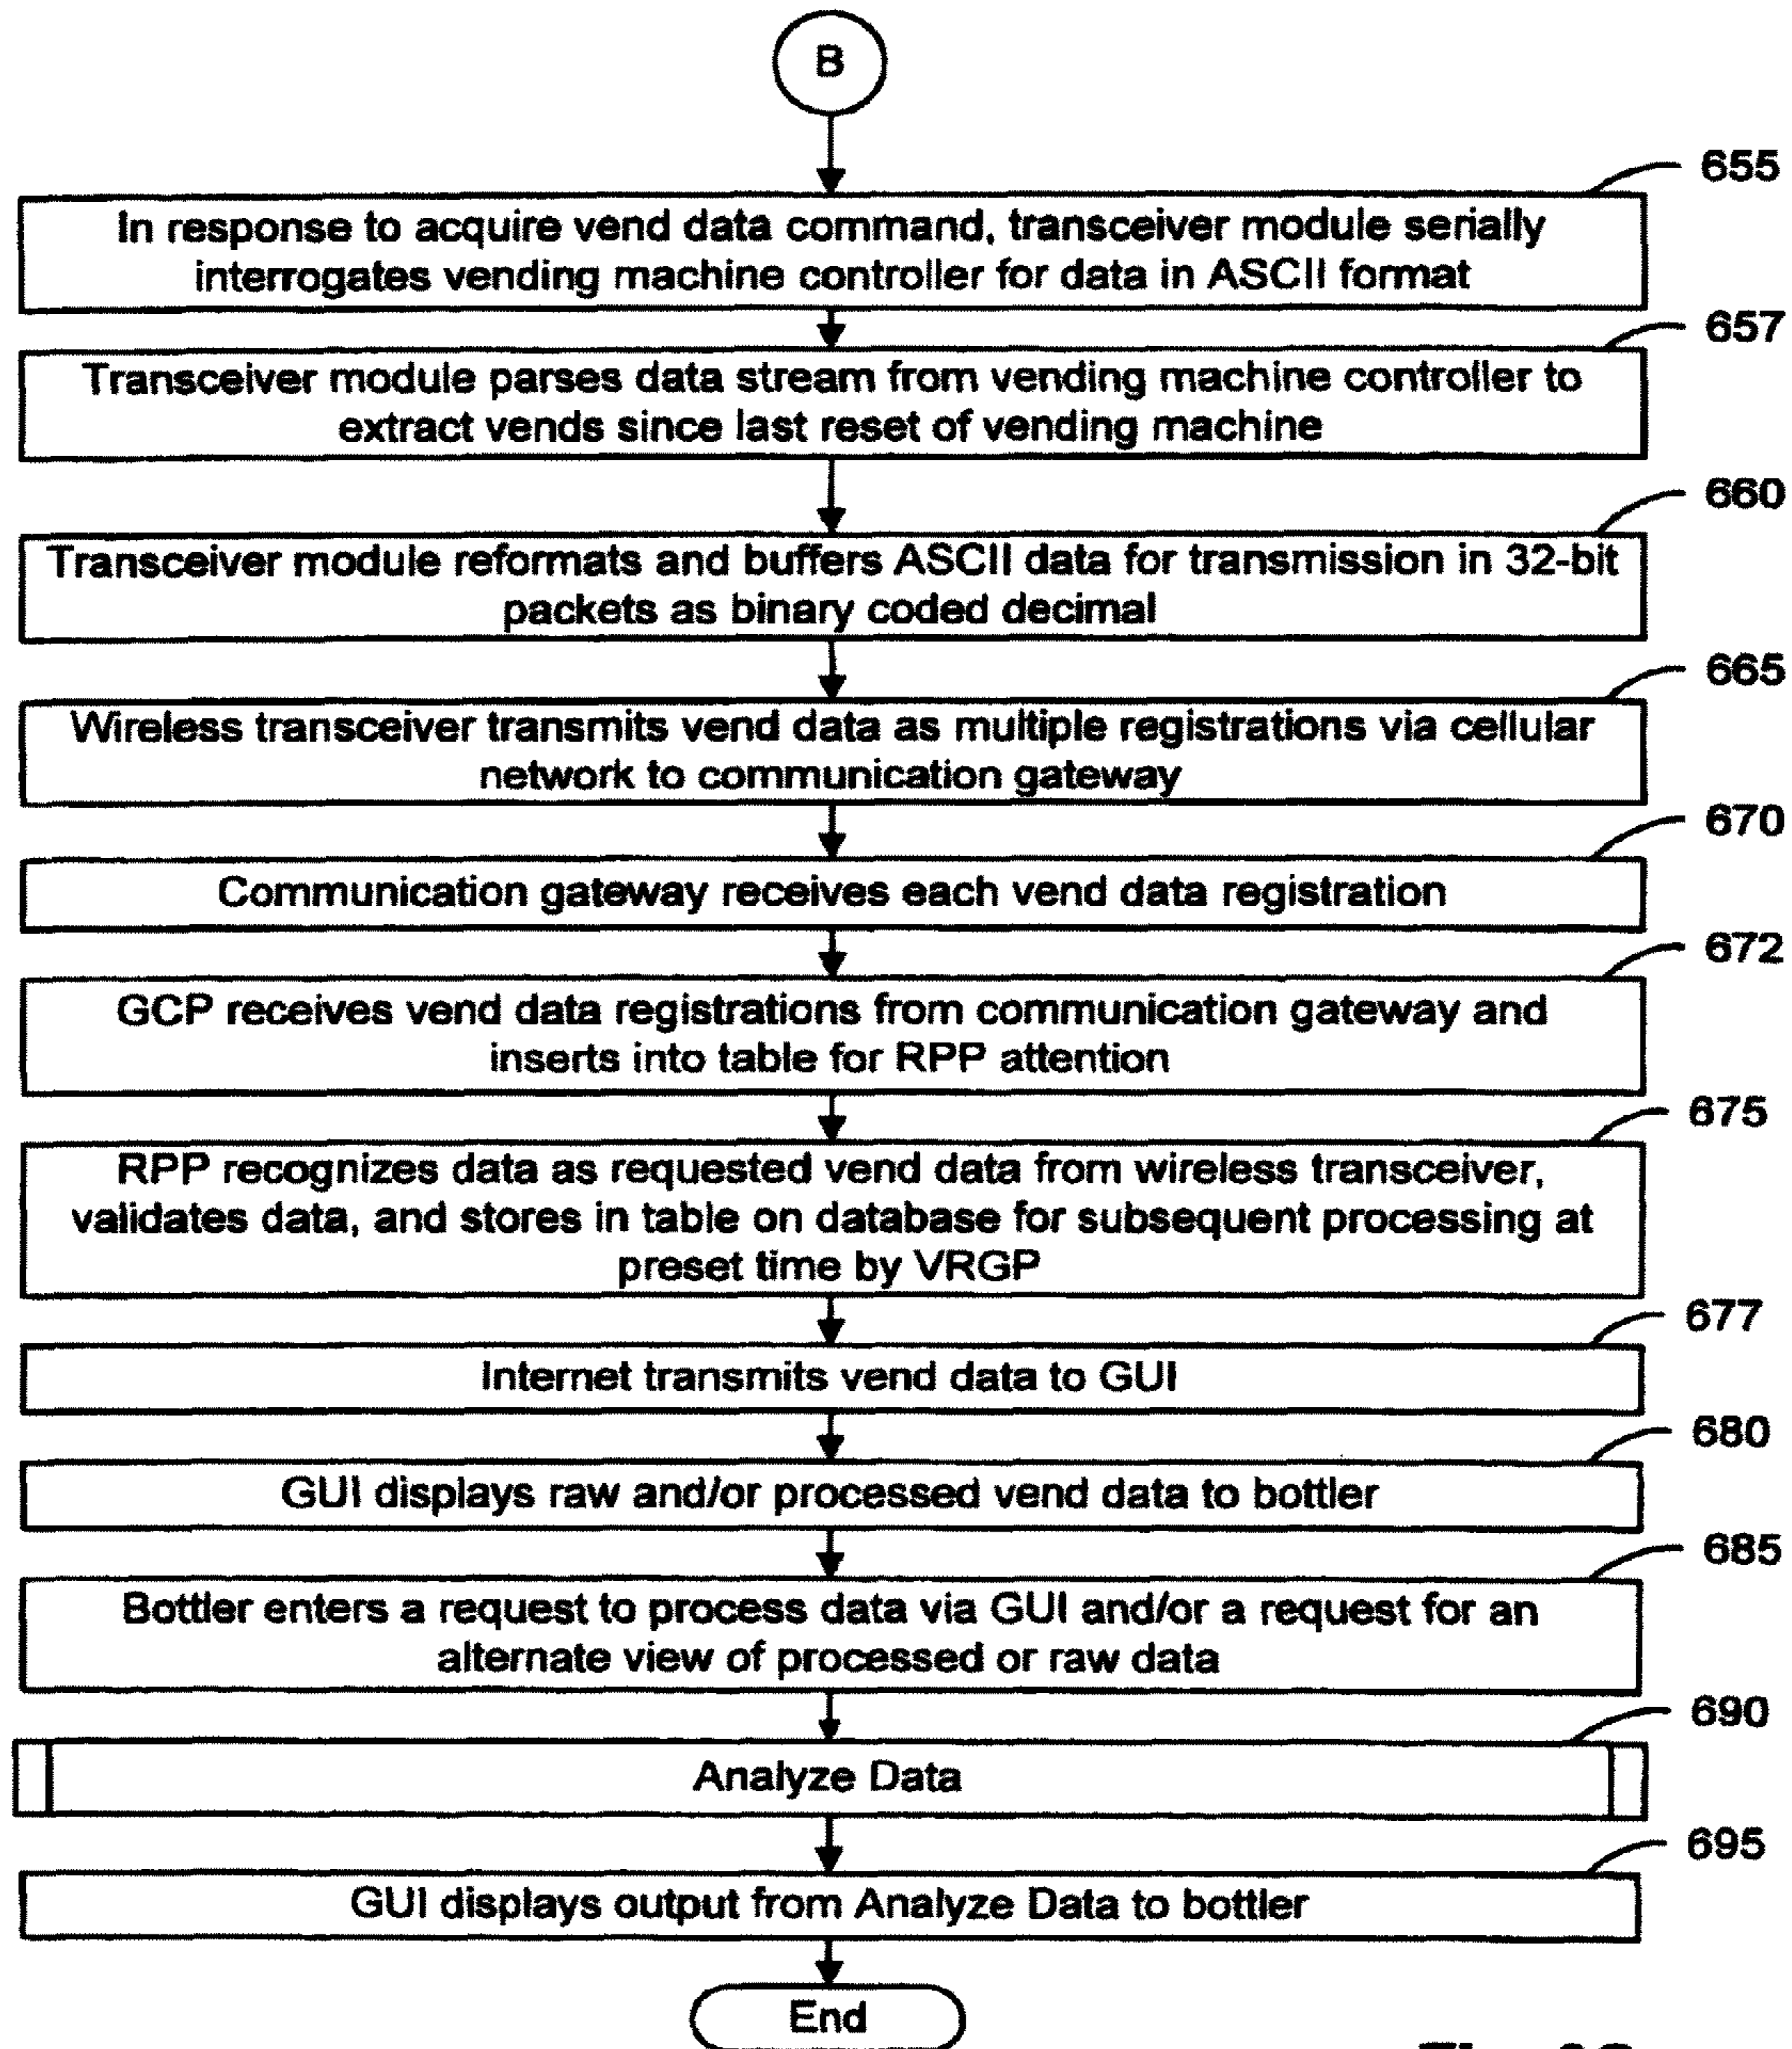 B
655
In response to acquire vend data command, transceiver module serially
interrogates vending machine controller for data in ASCII format
657
Transceiver module parses data stream from vending machine controller to
extract vends since last reset of vending machine
660
Transceiver module reformats and buffers ASCII data for transmission in 32-bit
packets as binary coded decimal
665
Wireless transceiver transmits vend data as multiple registrations via cellular
network to communication gateway
670
Communication gateway receives each vend data registration
672
GCP receives vend data registrations from communication gateway and
inserts into table for RPP attention
675
RPP recognizes data as requested vend data from wireless transceiver,
validates data, and stores in table on database for subsequent processing at
preset time by VRGP
677
Internet transmits vend data to GUI
680
GUI displays raw and/or processed vend data to bottler
685
Bottler enters a request to process data via GUI and/or a request for an
alternate view of processed or raw data
690
Analyze Data
695
GUI displays output from Analyze Data to bottler
End